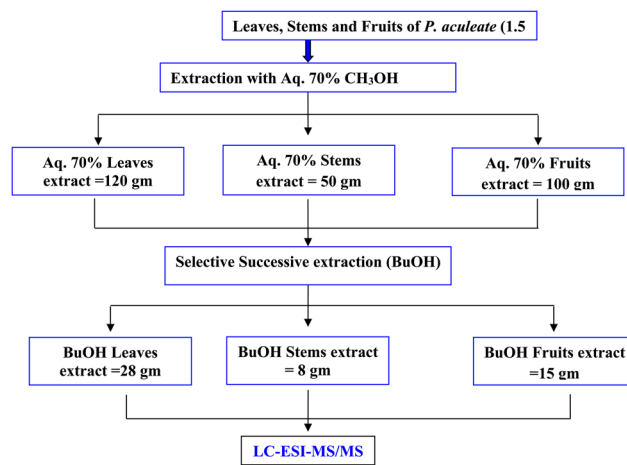 Leaves, Stems and Fruits of P. aculeate (1.5
Extraction with Aq. 70% CH₃OH
Aq. 70% Leaves
extract =120 gm
Aq. 70% Stems
extract = 50 gm
Aq. 70% Fruits
extract = 100 gm
Selective Successive extraction (BuOH)
BuOH Leaves
extract =28 gm
BuOH Stems extract
= 8 gm
BuOH Fruits extract
=15 gm
LC-ESI-MS/MS